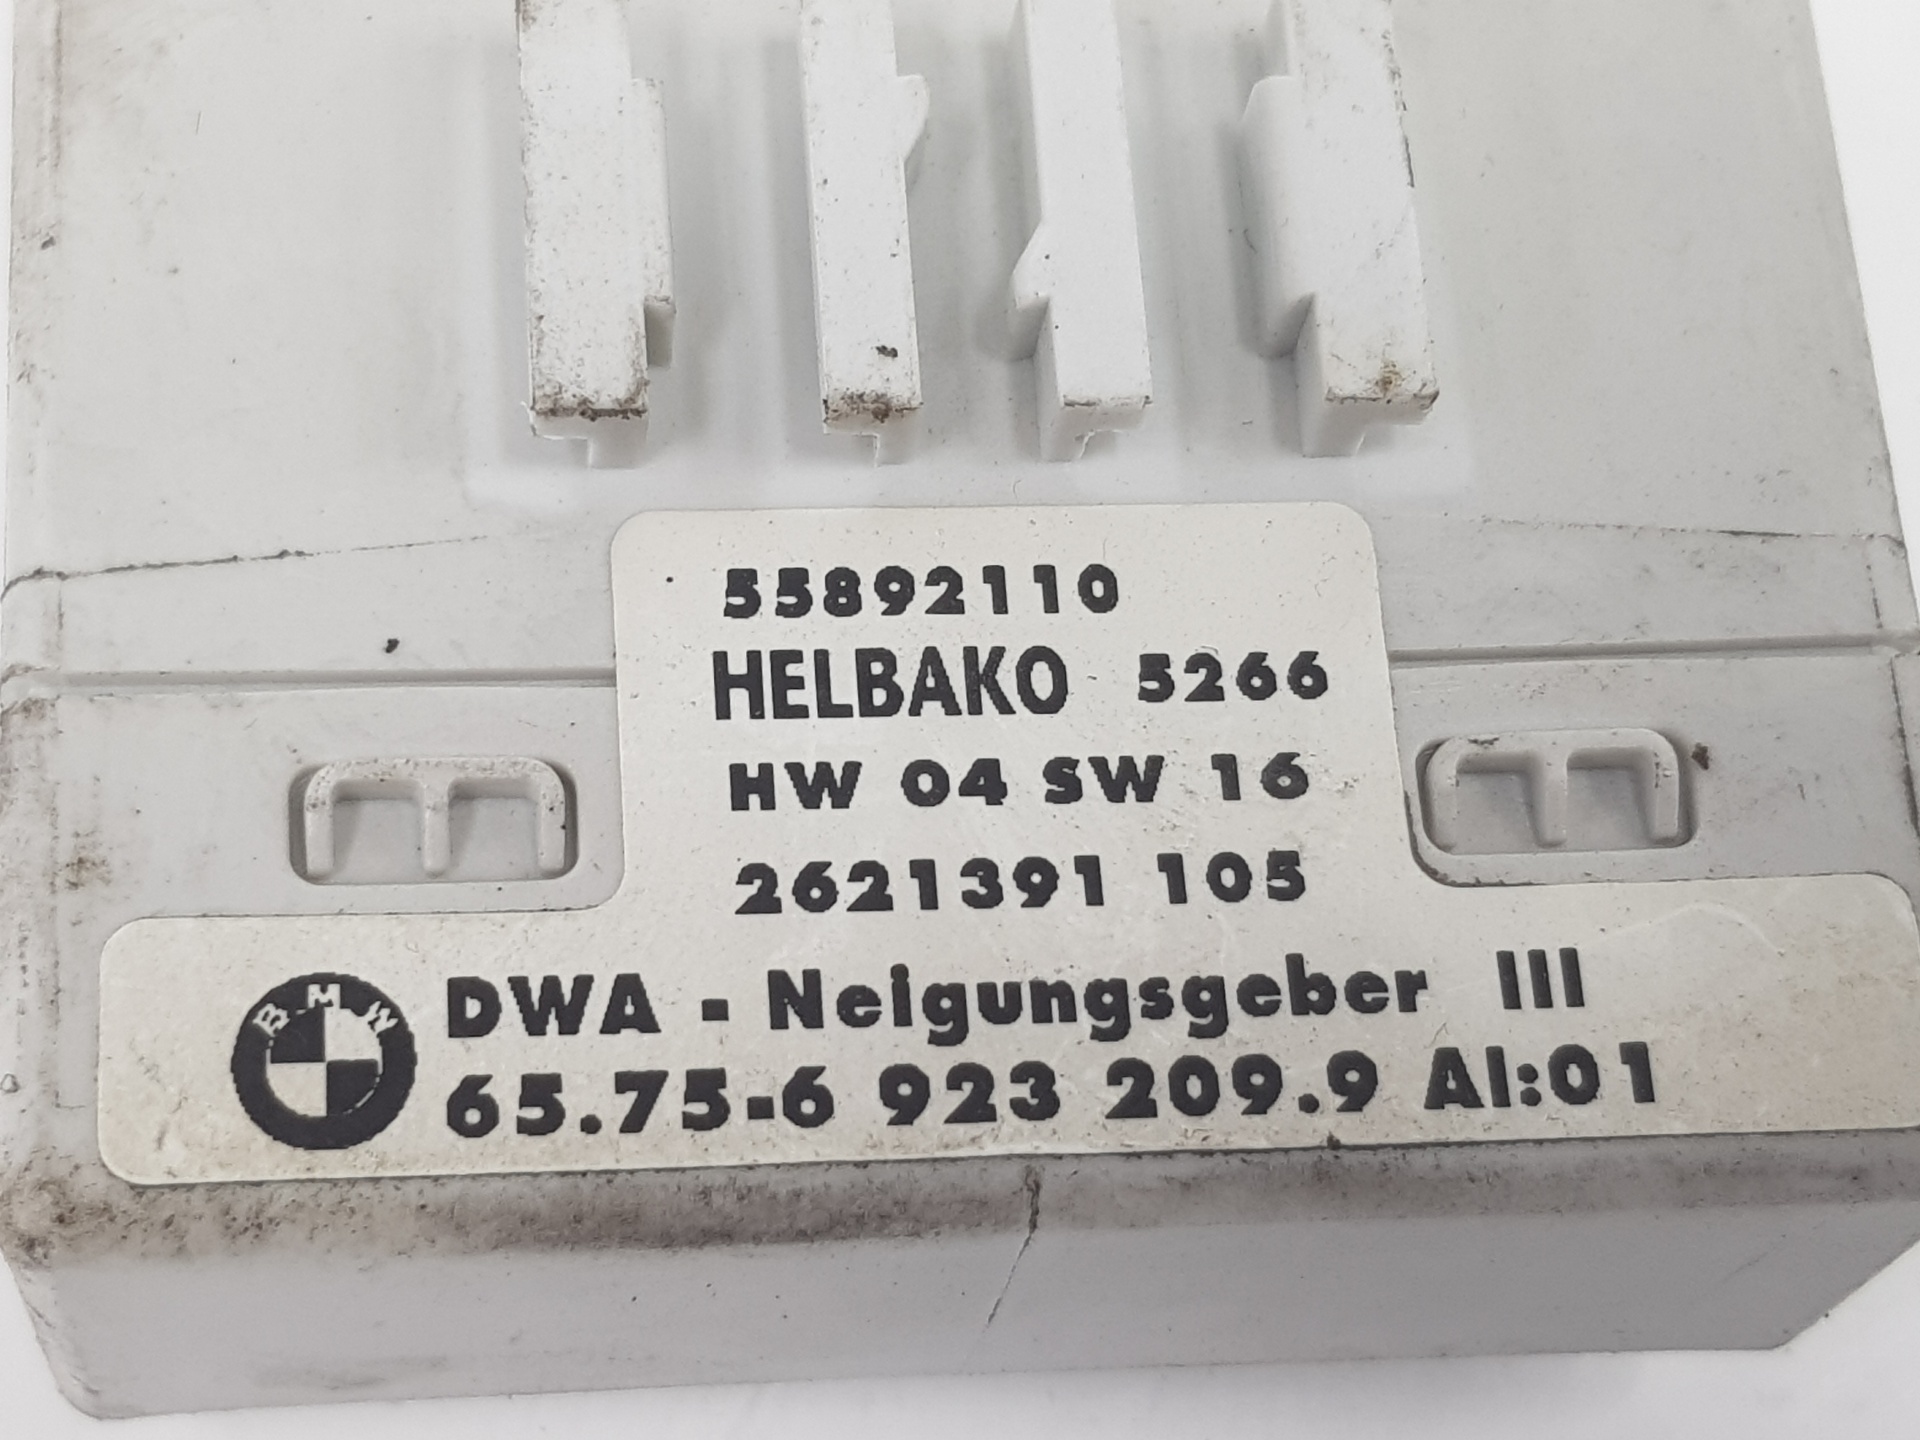 55892110
HELBAKO 5266
HW 04 SW 16
2621391 105
BMW DWA - Neigungsgeber III
65.75-6 923 209.9 AI:01